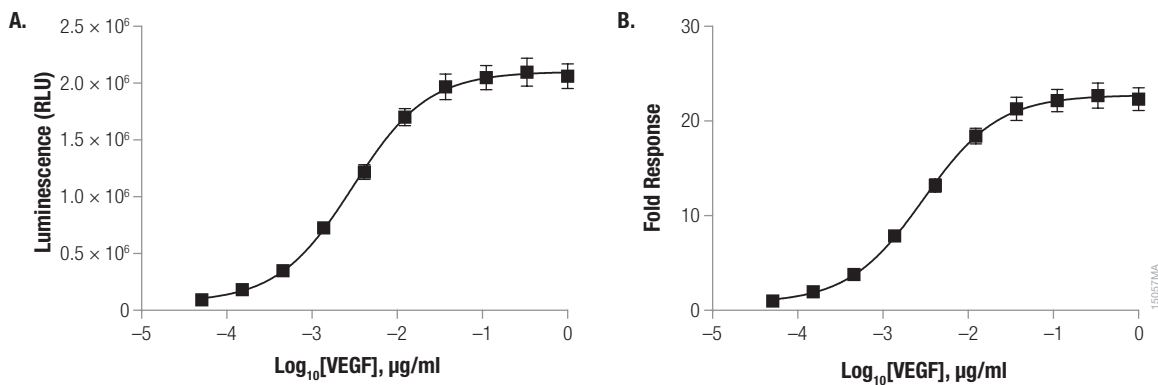 A.
2.5 × 10⁶
2.0 × 10⁶
1.5 × 10⁶
1.0 × 10⁶
0.5 × 10⁶
0
Luminescence (RLU)
–5 –4 –3 –2 –1 0
Log₁₀[VEGF], µg/ml
B.
30
20
10
0
Fold Response
–5 –4 –3 –2 –1 0
Log₁₀[VEGF], µg/ml
15057MA